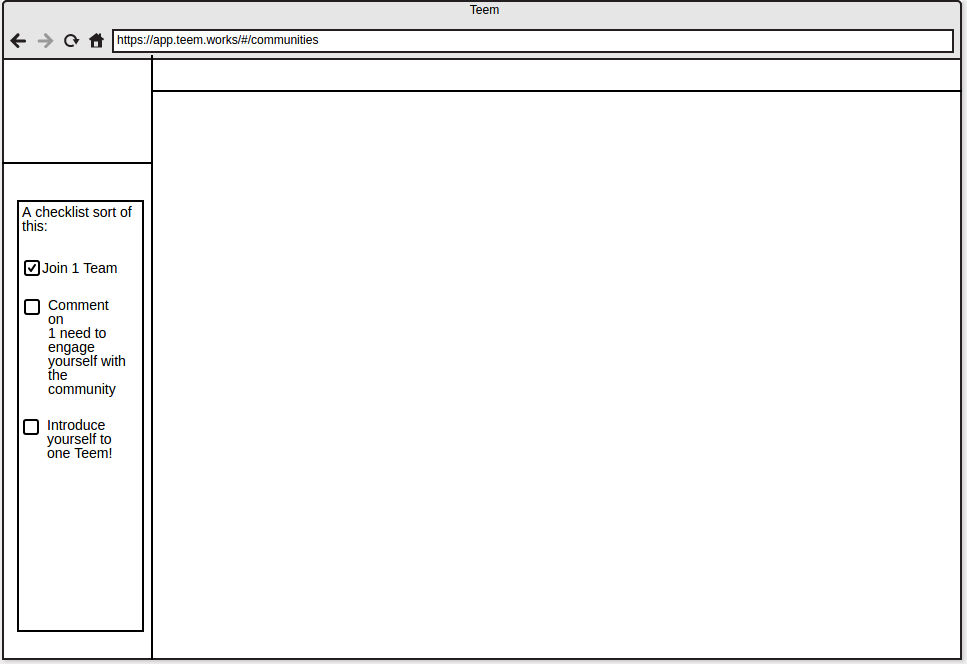 Teem
https://app.teem.works/#/communities
A checklist sort of
this:
Join 1 Team
Comment
on
1 need to
engage
yourself with
the
community
Introduce
yourself to
one Teem!